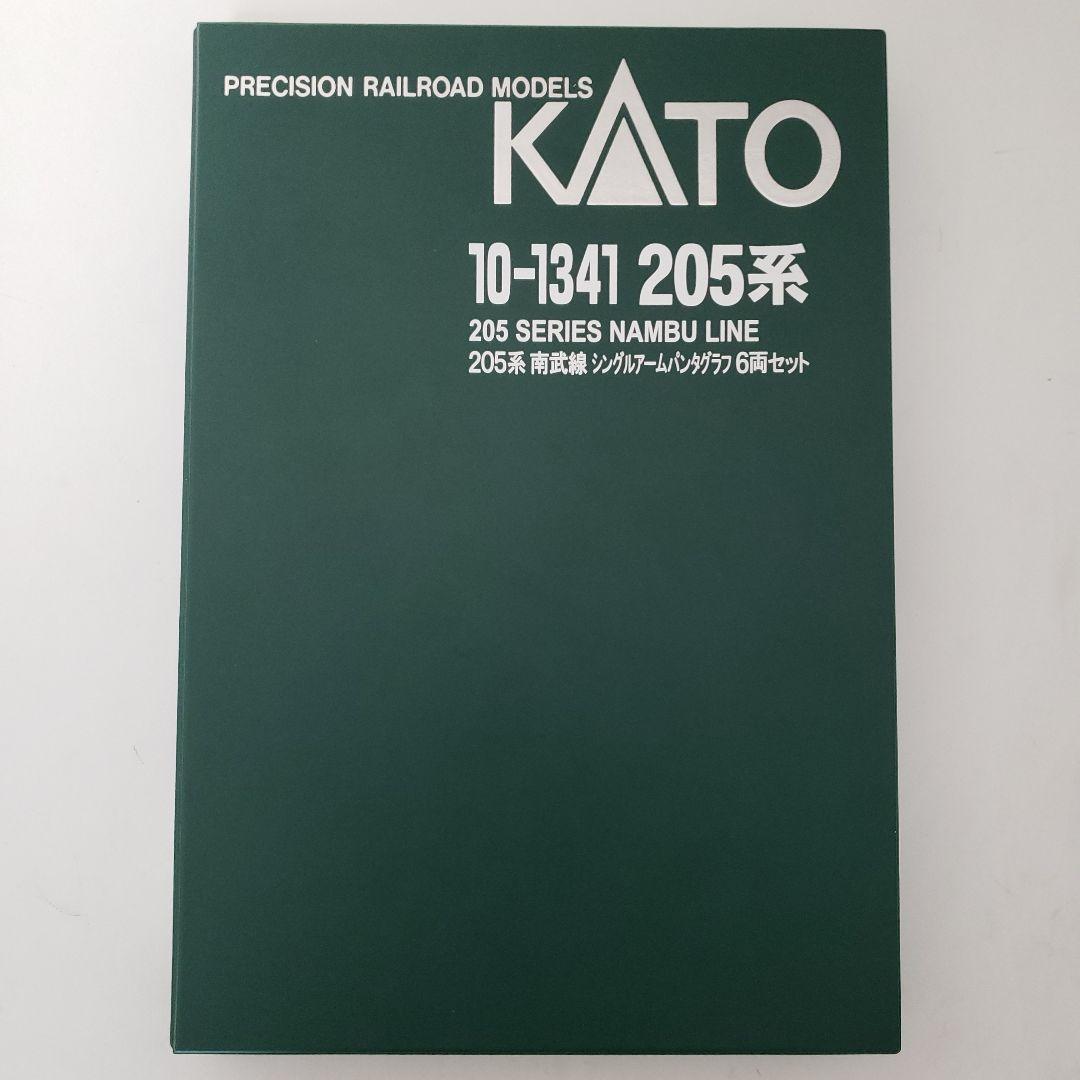 PRECISION RAILROAD MODELS
KATO
10-1341 205系
205 SERIES NAMBU LINE
205系 南武線 シングルアームパンタグラフ 6両セット